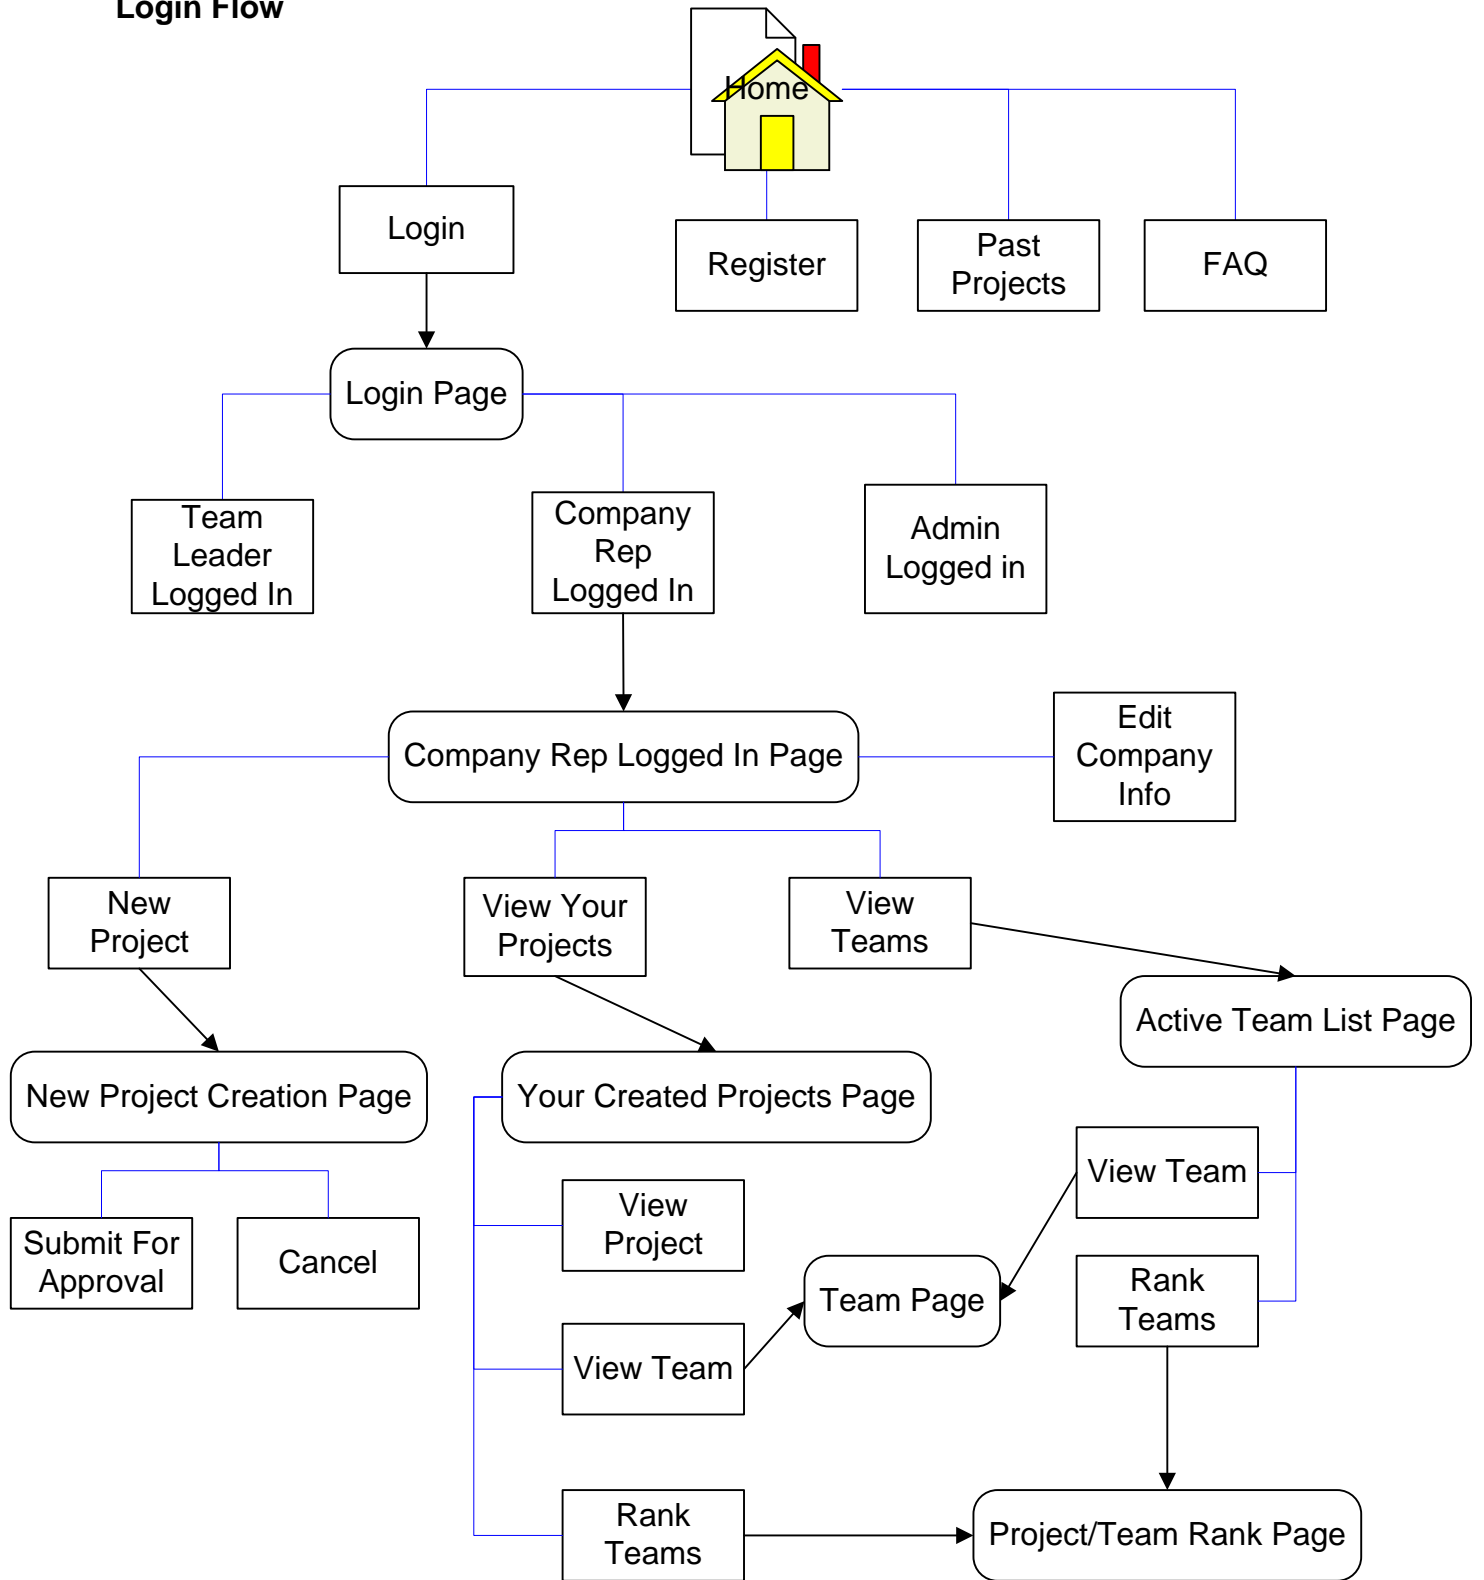 Login Flow
Home
Login
Register
Past
Projects
FAQ
Login Page
Team
Leader
Logged In
Company
Rep
Logged In
Admin
Logged in
Company Rep Logged In Page
Edit
Company
Info
New
Project
View Your
Projects
View
Teams
Active Team List Page
New Project Creation Page
Your Created Projects Page
View Team
Submit For
Approval
Cancel
View
Project
Team Page
Rank
Teams
View Team
Rank
Teams
Project/Team Rank Page